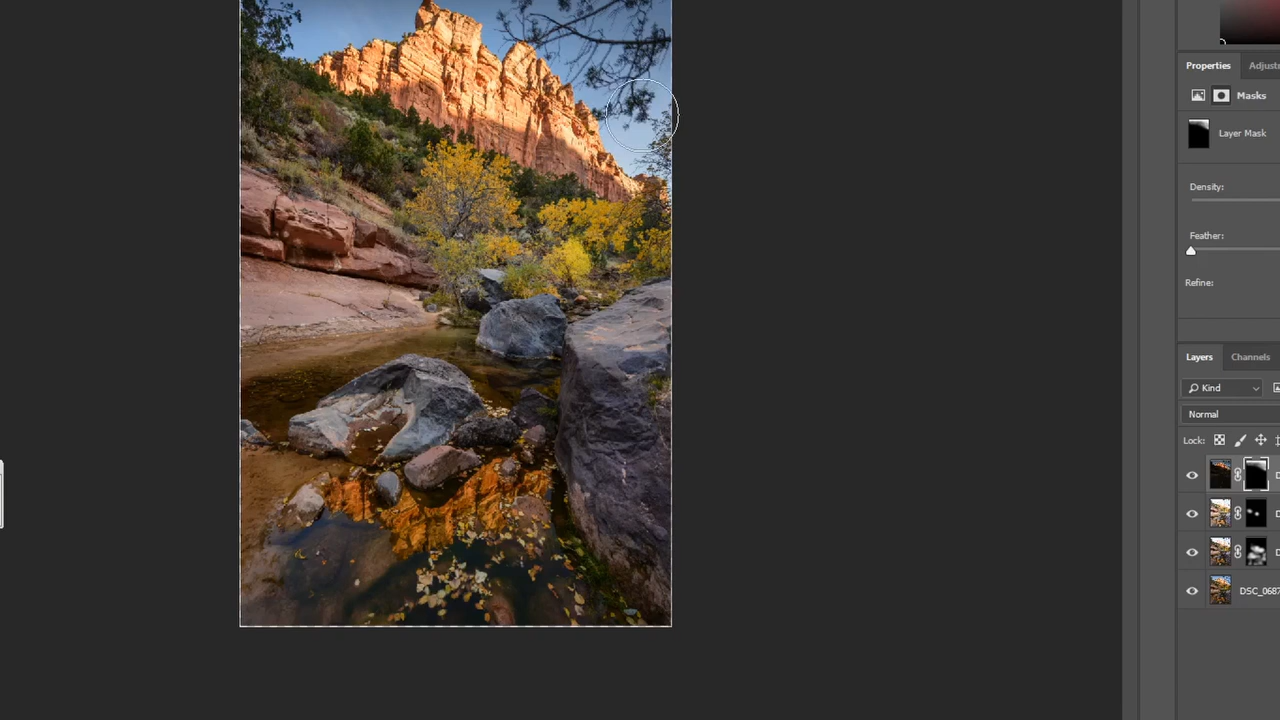 Properties Adjust
Masks
Layer Mask
Density:
Feather:
Refine:
Layers Channels
Kind
Normal
Lock:
D
D
D
DSC_0687